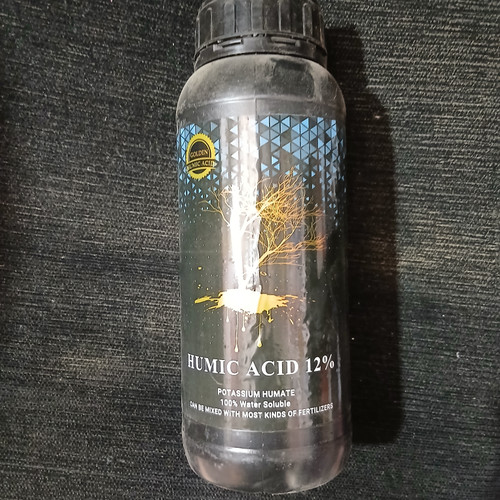 GOLDEN
HUMIC ACID
HUMIC ACID 12%
POTASSIUM HUMATE
100% Water Soluble
CAN BE MIXED WITH MOST KINDS OF FERTILIZERS